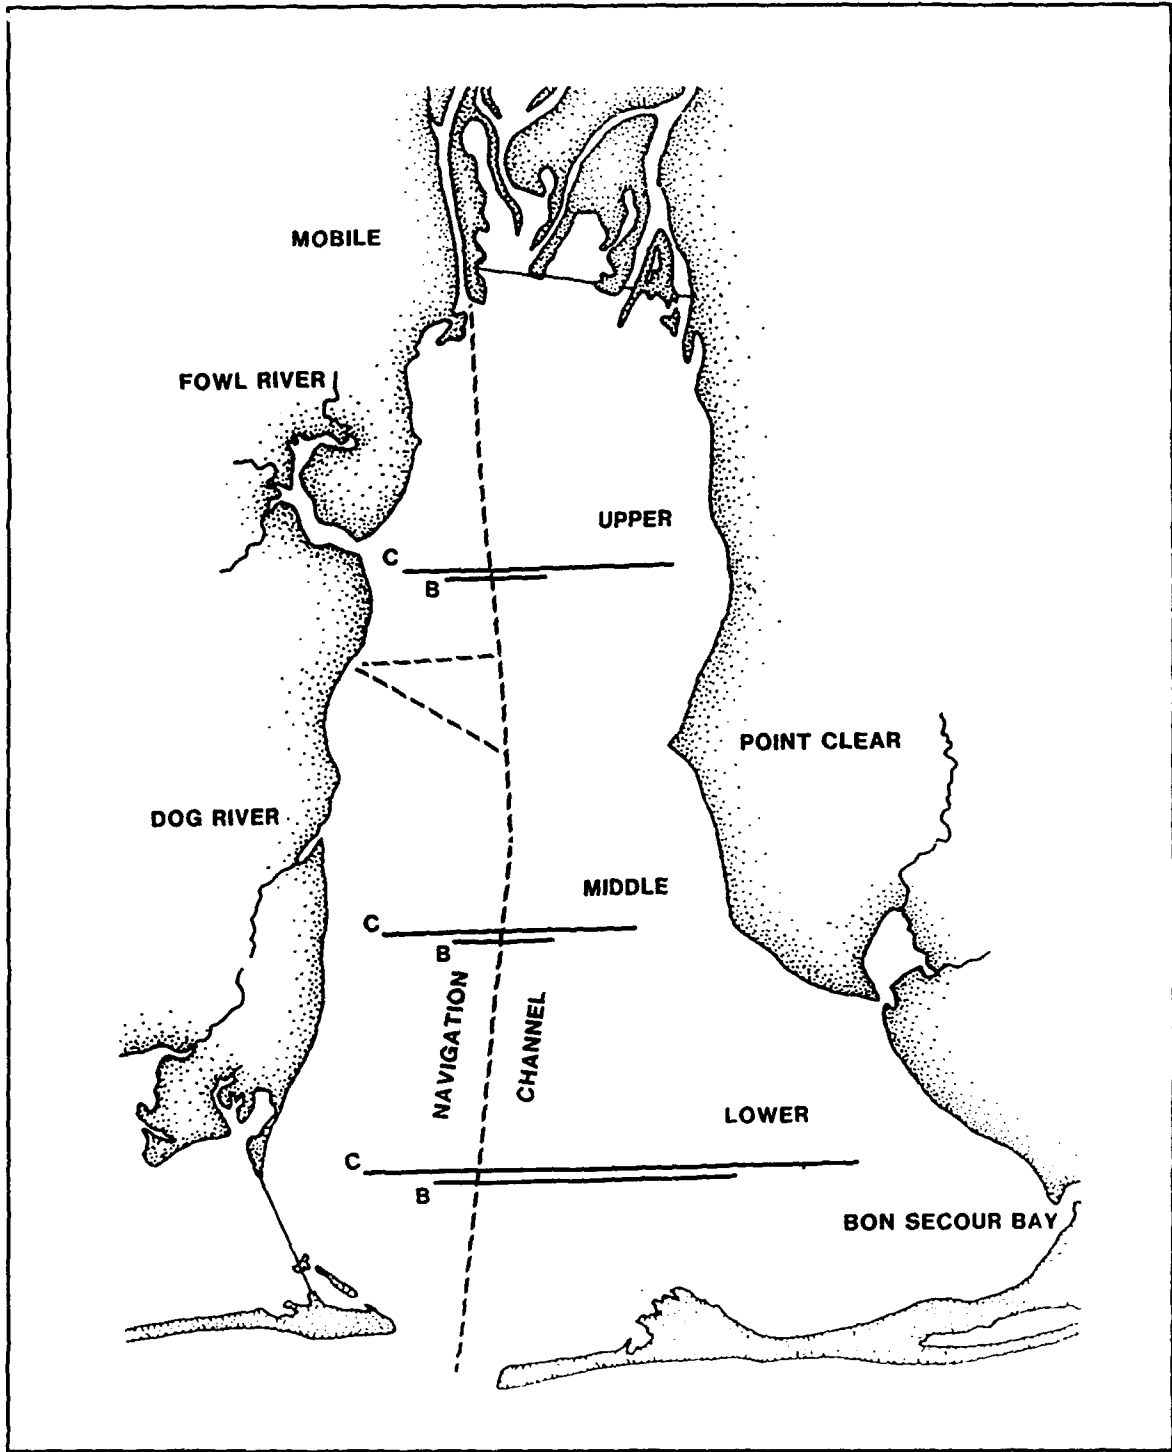 MOBILE
FOWL RIVER
UPPER
C
B
POINT CLEAR
DOG RIVER
MIDDLE
C
B
NAVIGATION
CHANNEL
LOWER
C
B
BON SECOUR BAY